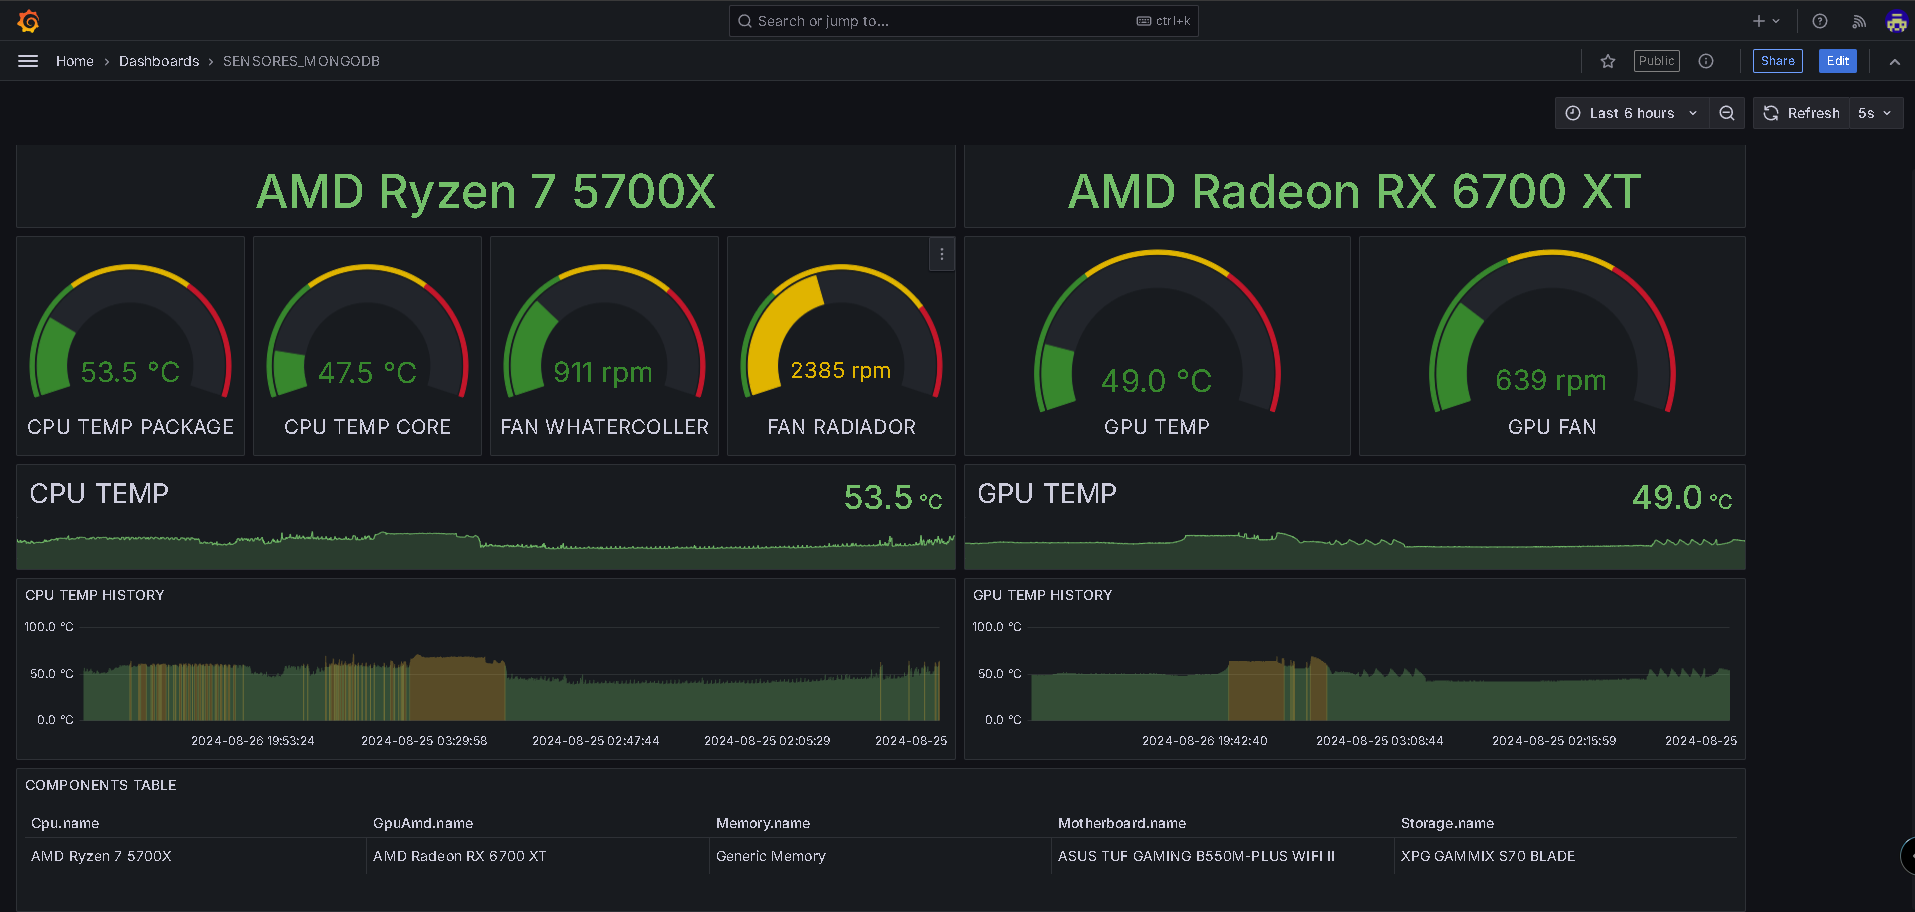 Search or jump to... ctrl+k
Home › Dashboards › SENSORES_MONGODB
Public Share Edit
Last 6 hours Refresh 5s
AMD Ryzen 7 5700X
AMD Radeon RX 6700 XT
53.5 °C
CPU TEMP PACKAGE
47.5 °C
CPU TEMP CORE
911 rpm
FAN WHATERCOLLER
2385 rpm
FAN RADIADOR
49.0 °C
GPU TEMP
639 rpm
GPU FAN
CPU TEMP 53.5 °C
GPU TEMP 49.0 °C
CPU TEMP HISTORY
100.0 °C
50.0 °C
0.0 °C
2024-08-26 19:53:24 2024-08-25 03:29:58 2024-08-25 02:47:44 2024-08-25 02:05:29 2024-08-25
GPU TEMP HISTORY
100.0 °C
50.0 °C
0.0 °C
2024-08-26 19:42:40 2024-08-25 03:08:44 2024-08-25 02:15:59 2024-08-25
COMPONENTS TABLE
Cpu.name GpuAmd.name Memory.name Motherboard.name Storage.name
AMD Ryzen 7 5700X AMD Radeon RX 6700 XT Generic Memory ASUS TUF GAMING B550M-PLUS WIFI II XPG GAMMIX S70 BLADE